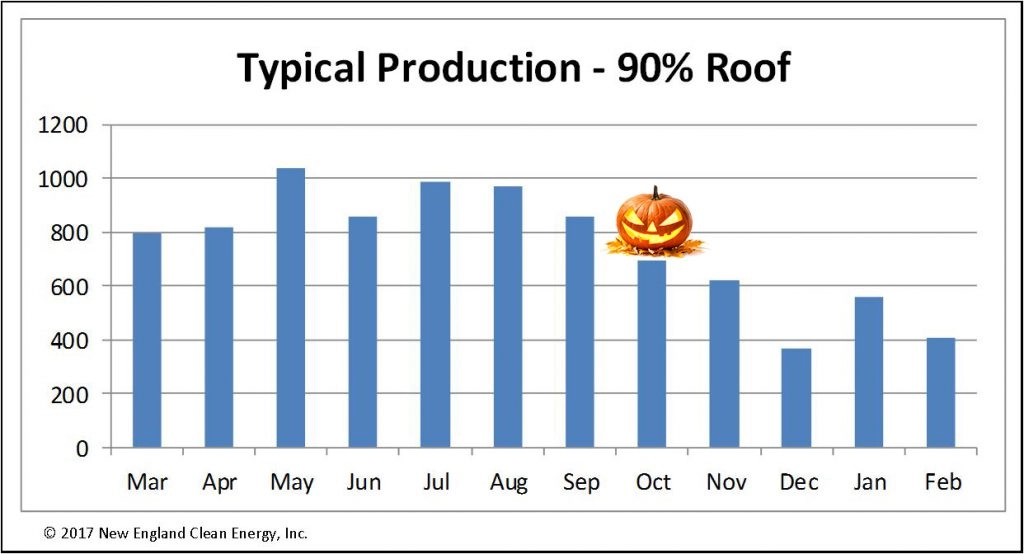 Typical Production - 90% Roof
1200
1000
800
600
400
200
0
Mar Apr May Jun Jul Aug Sep Oct Nov Dec Jan Feb
© 2017 New England Clean Energy, Inc.